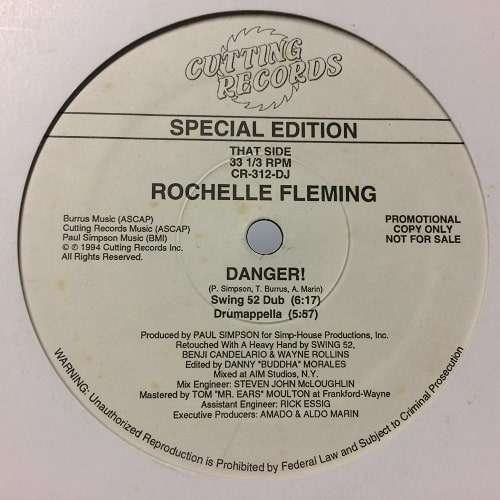 CUTTING
RECORDS
SPECIAL EDITION
THAT SIDE
33 1/3 RPM
CR-312-DJ
ROCHELLE FLEMING
Burrus Music (ASCAP)
Cutting Records Music (ASCAP)
Paul Simpson Music (BMI)
© ℗ 1994 Cutting Records Inc.
All Rights Reserved.
PROMOTIONAL
COPY ONLY
NOT FOR SALE
DANGER!
(P. Simpson, T. Burrus, A. Marin)
Swing 52 Dub (6:17)
Drumappella (5:57)
Produced by PAUL SIMPSON for Simp-House Productions, Inc.
Retouched With A Heavy Hand by SWING 52,
BENJI CANDELARIO & WAYNE ROLLINS
Edited by DANNY "BUDDHA" MORALES
Mixed at AIM Studios, N.Y.
Mix Engineer: STEVEN JOHN McLOUGHLIN
Mastered by TOM "MR. EARS" MOULTON at Frankford-Wayne
Assistant Engineer: RICK ESSIG
Executive Producers: AMADO & ALDO MARIN
WARNING: Unauthorized Reproduction is Prohibited by Federal Law and Subject to Criminal Prosecution